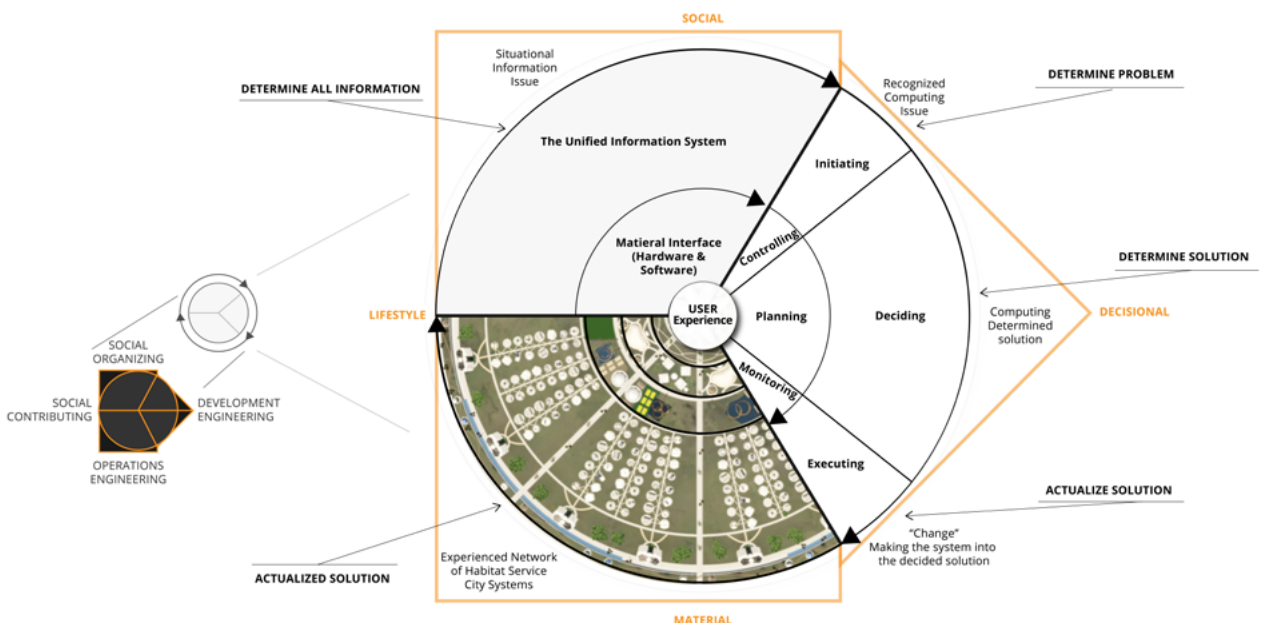 SOCIAL
Situational
Information
Issue
DETERMINE ALL INFORMATION
DETERMINE PROBLEM
Recognized
Computing
Issue
The Unified Information System
Initiating
Matieral Interface
(Hardware &
Software)
Controlling
DETERMINE SOLUTION
LIFESTYLE
USER
Experience
Planning
Deciding
Computing
Determined
solution
DECISIONAL
SOCIAL
ORGANIZING
SOCIAL
CONTRIBUTING
DEVELOPMENT
ENGINEERING
OPERATIONS
ENGINEERING
Monitoring
Executing
ACTUALIZE SOLUTION
"Change"
Making the system into
the decided solution
Experienced Network
of Habitat Service
City Systems
ACTUALIZED SOLUTION
MATERIAL